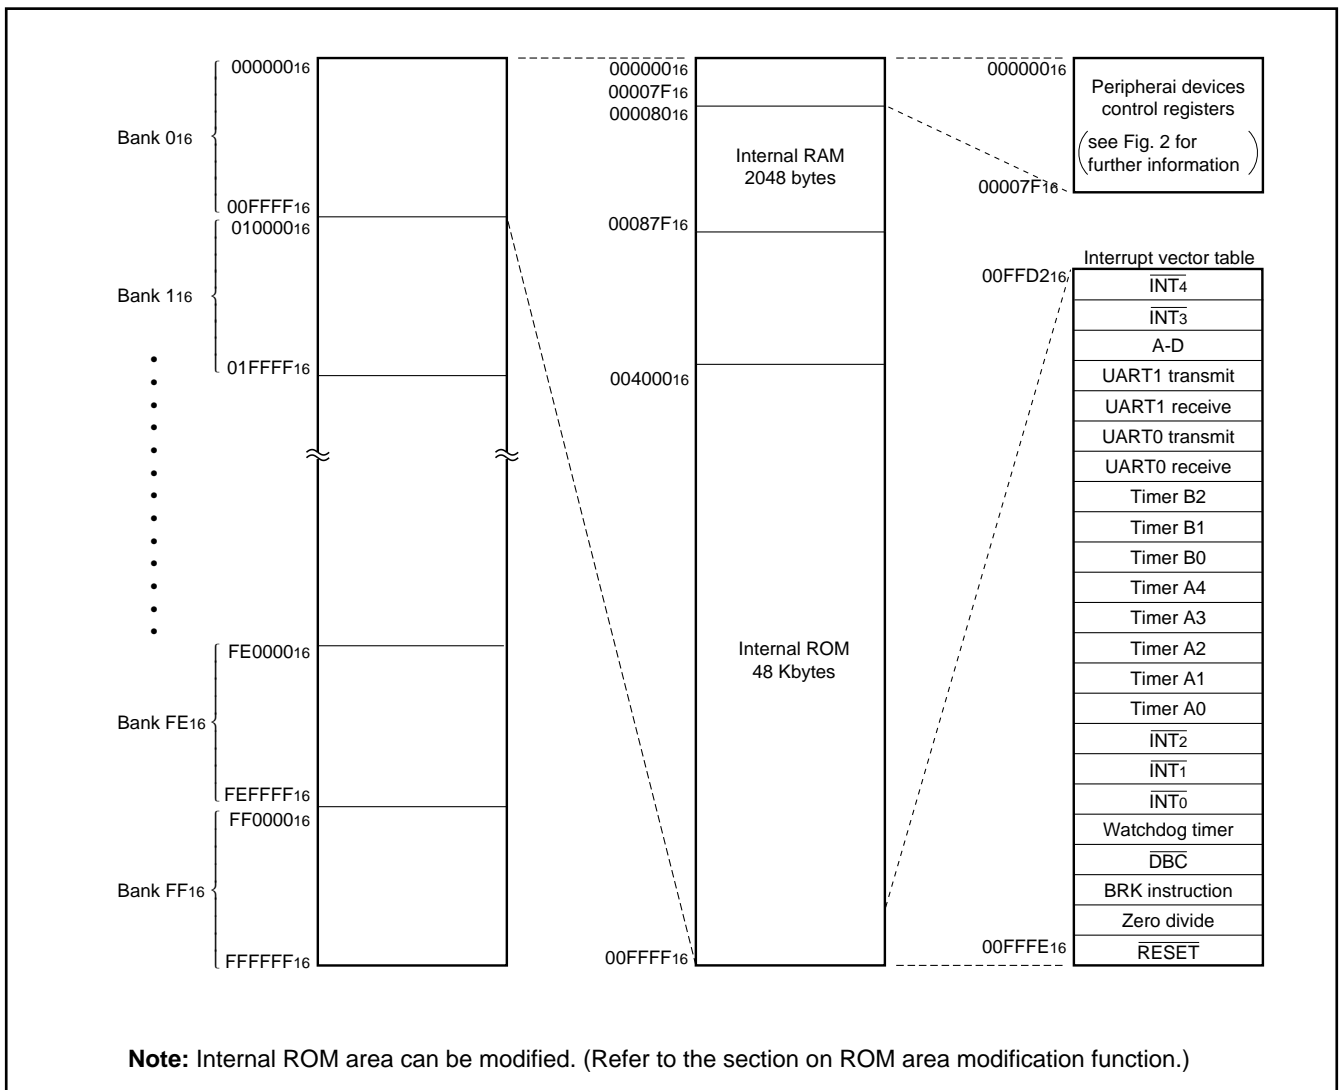 000000₁₆
Bank 0₁₆
00FFFF₁₆
010000₁₆
Bank 1₁₆
01FFFF₁₆
FE0000₁₆
Bank FE₁₆
FEFFFF₁₆
FF0000₁₆
Bank FF₁₆
FFFFFF₁₆
000000₁₆
00007F₁₆
000080₁₆
Internal RAM
2048 bytes
00087F₁₆
004000₁₆
Internal ROM
48 Kbytes
00FFFF₁₆
000000₁₆
Peripherai devices
control registers
(see Fig. 2 for
further information)
00007F₁₆
Interrupt vector table
00FFD2₁₆
INT4
INT3
A-D
UART1 transmit
UART1 receive
UART0 transmit
UART0 receive
Timer B2
Timer B1
Timer B0
Timer A4
Timer A3
Timer A2
Timer A1
Timer A0
INT2
INT1
INT0
Watchdog timer
DBC
BRK instruction
Zero divide
00FFFE₁₆
RESET
Note: Internal ROM area can be modified. (Refer to the section on ROM area modification function.)